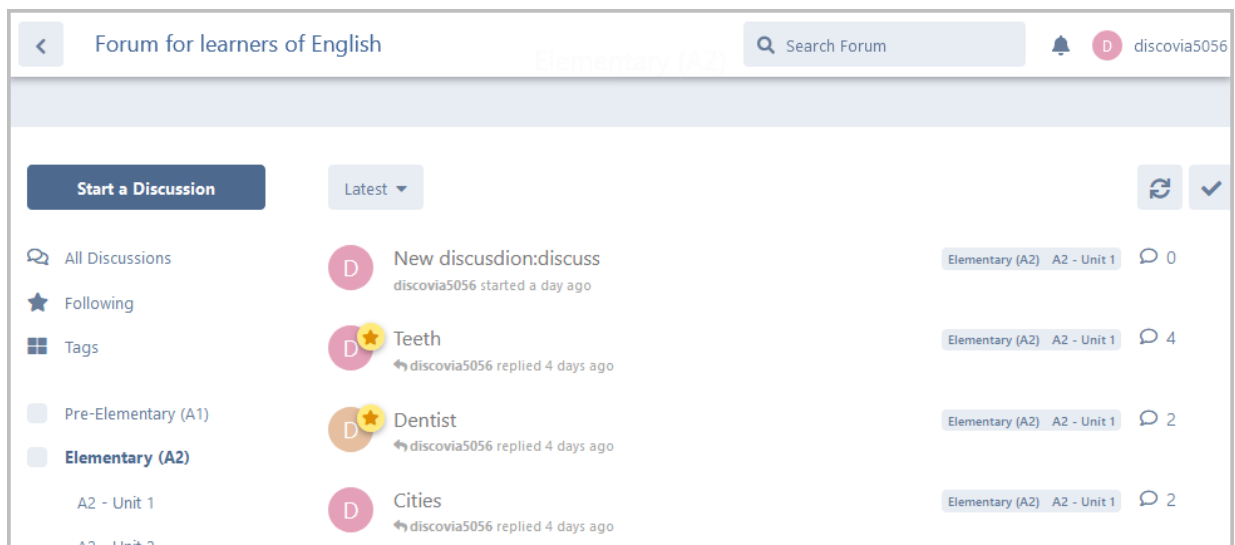 Forum for learners of English
Elementary (A2)
Search Forum
D
discovia5056
Start a Discussion
Latest
All Discussions
Following
Tags
Pre-Elementary (A1)
Elementary (A2)
A2 - Unit 1
A2 - Unit 2
D
New discusdion:discuss
discovia5056 started a day ago
Elementary (A2) A2 - Unit 1
0
D
Teeth
discovia5056 replied 4 days ago
Elementary (A2) A2 - Unit 1
4
D
Dentist
discovia5056 replied 4 days ago
Elementary (A2) A2 - Unit 1
2
D
Cities
discovia5056 replied 4 days ago
Elementary (A2) A2 - Unit 1
2